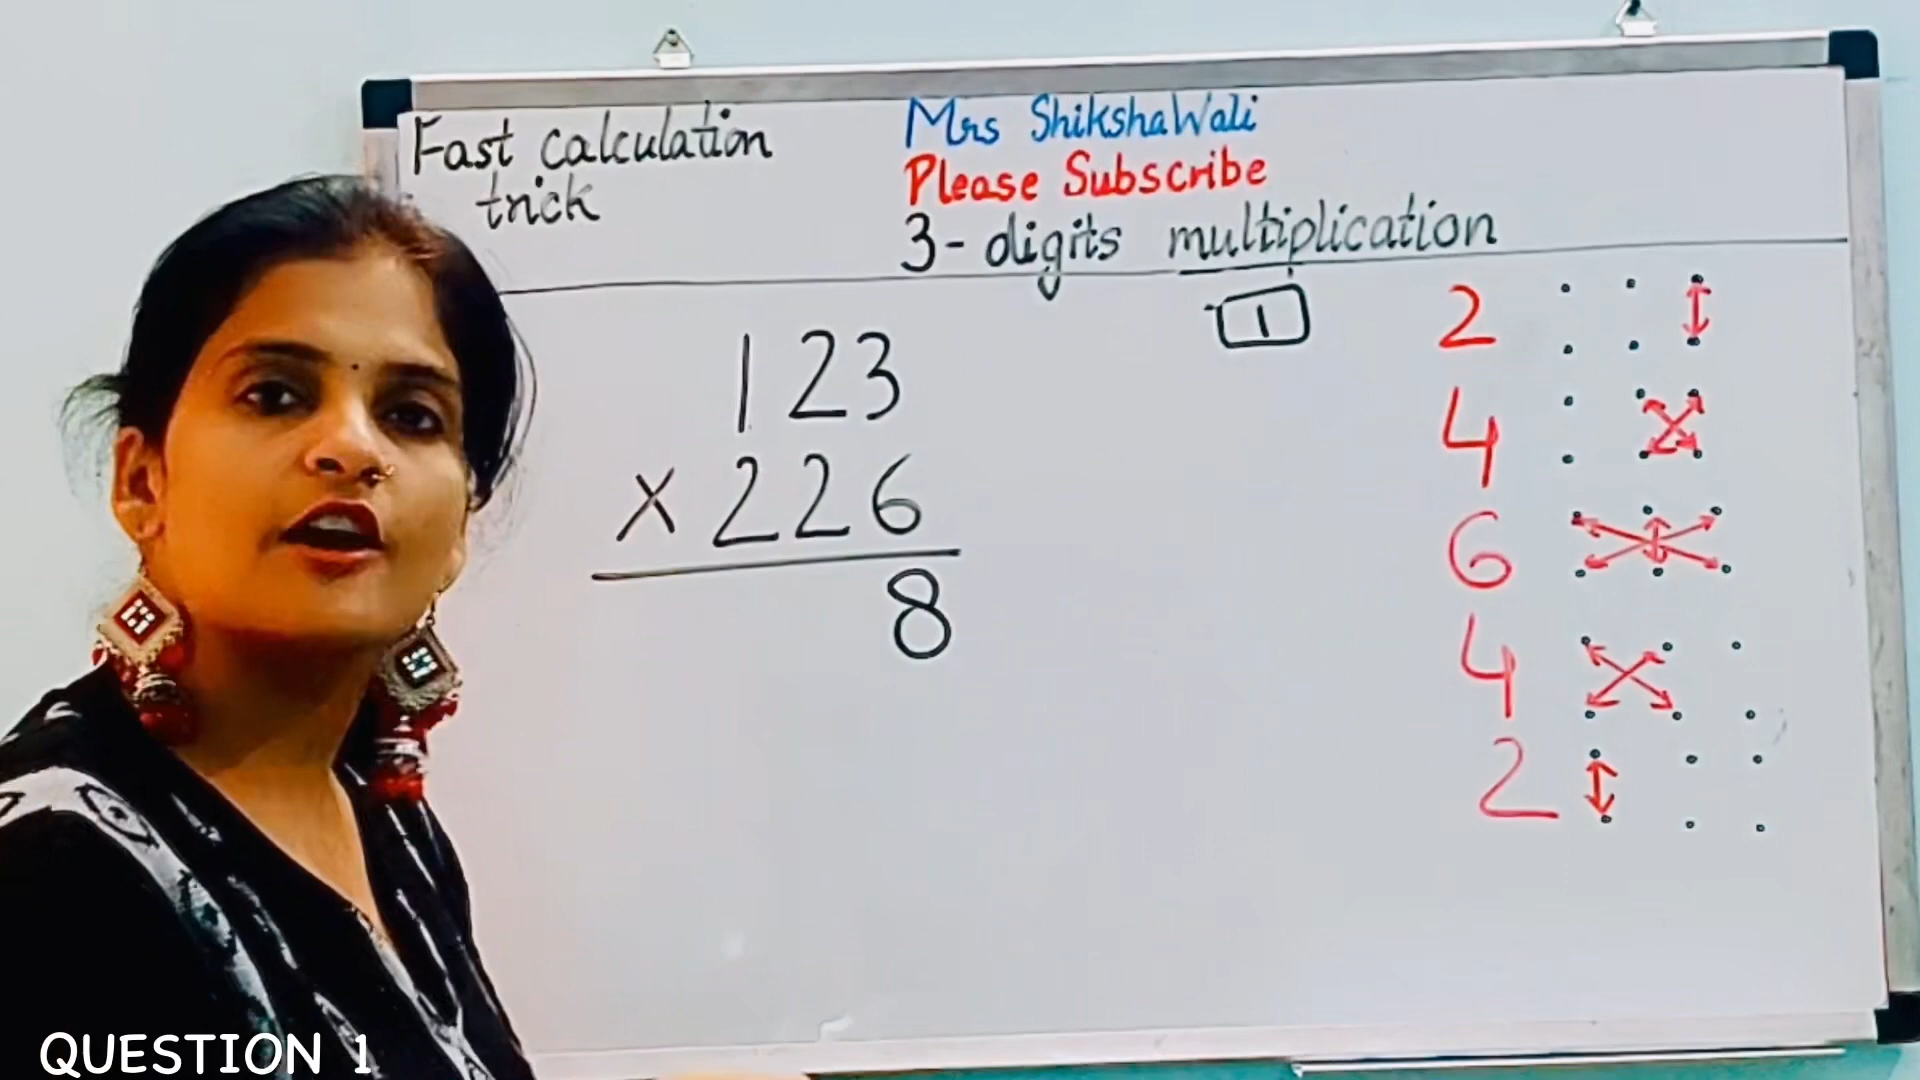 Fast calculation
trick
Mrs ShikshaWali
Please Subscribe
3- digits multiplication
1
123
x 226
8
2
4
6
4
2
QUESTION 1